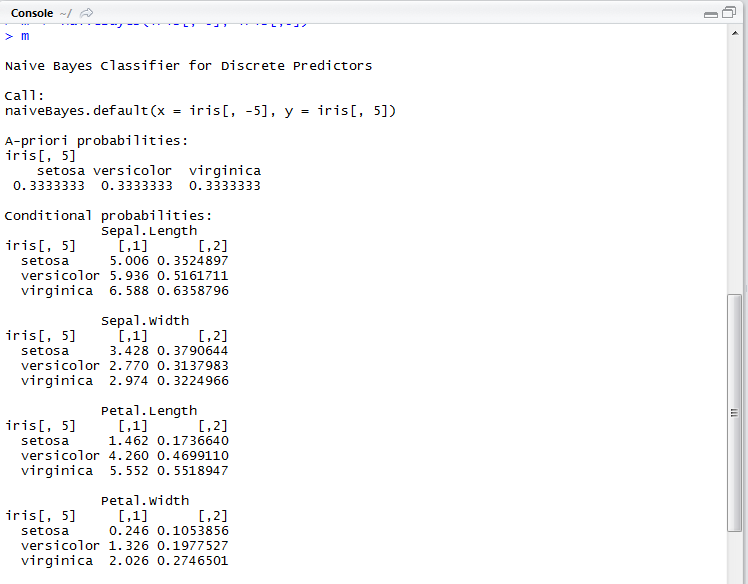 Console ~/
> m
Naive Bayes Classifier for Discrete Predictors
Call:
naiveBayes.default(x = iris[, -5], y = iris[, 5])
A-priori probabilities:
iris[, 5]
    setosa versicolor  virginica
 0.3333333  0.3333333  0.3333333
Conditional probabilities:
            Sepal.Length
iris[, 5]     [,1]      [,2]
  setosa     5.006 0.3524897
  versicolor 5.936 0.5161711
  virginica  6.588 0.6358796
            Sepal.Width
iris[, 5]     [,1]      [,2]
  setosa     3.428 0.3790644
  versicolor 2.770 0.3137983
  virginica  2.974 0.3224966
            Petal.Length
iris[, 5]     [,1]      [,2]
  setosa     1.462 0.1736640
  versicolor 4.260 0.4699110
  virginica  5.552 0.5518947
            Petal.Width
iris[, 5]     [,1]      [,2]
  setosa     0.246 0.1053856
  versicolor 1.326 0.1977527
  virginica  2.026 0.2746501